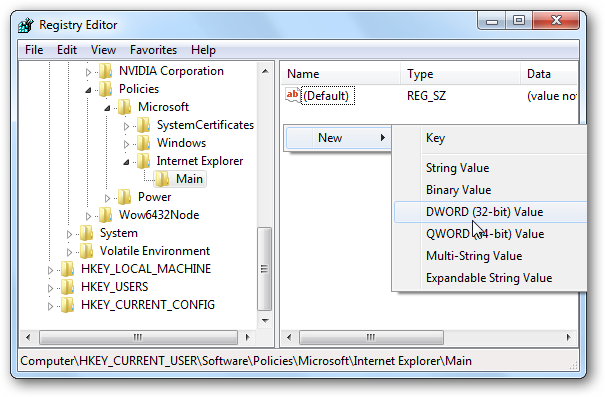 Registry Editor
File Edit View Favorites Help
NVIDIA Corporation
Policies
Microsoft
SystemCertificates
Windows
Internet Explorer
Main
Power
Wow6432Node
System
Volatile Environment
HKEY_LOCAL_MACHINE
HKEY_USERS
HKEY_CURRENT_CONFIG
Name Type Data
ab (Default) REG_SZ (value no
New
Key
String Value
Binary Value
DWORD (32-bit) Value
QWORD (4-bit) Value
Multi-String Value
Expandable String Value
Computer\HKEY_CURRENT_USER\Software\Policies\Microsoft\Internet Explorer\Main